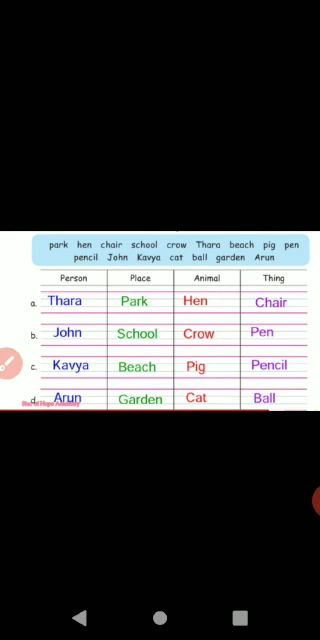 park hen chair school crow Thara beach pig pen
pencil John Kavya cat ball garden Arun
Person Place Animal Thing
a. Thara Park Hen Chair
b. John School Crow Pen
c. Kavya Beach Pig Pencil
d. Arun Garden Cat Ball